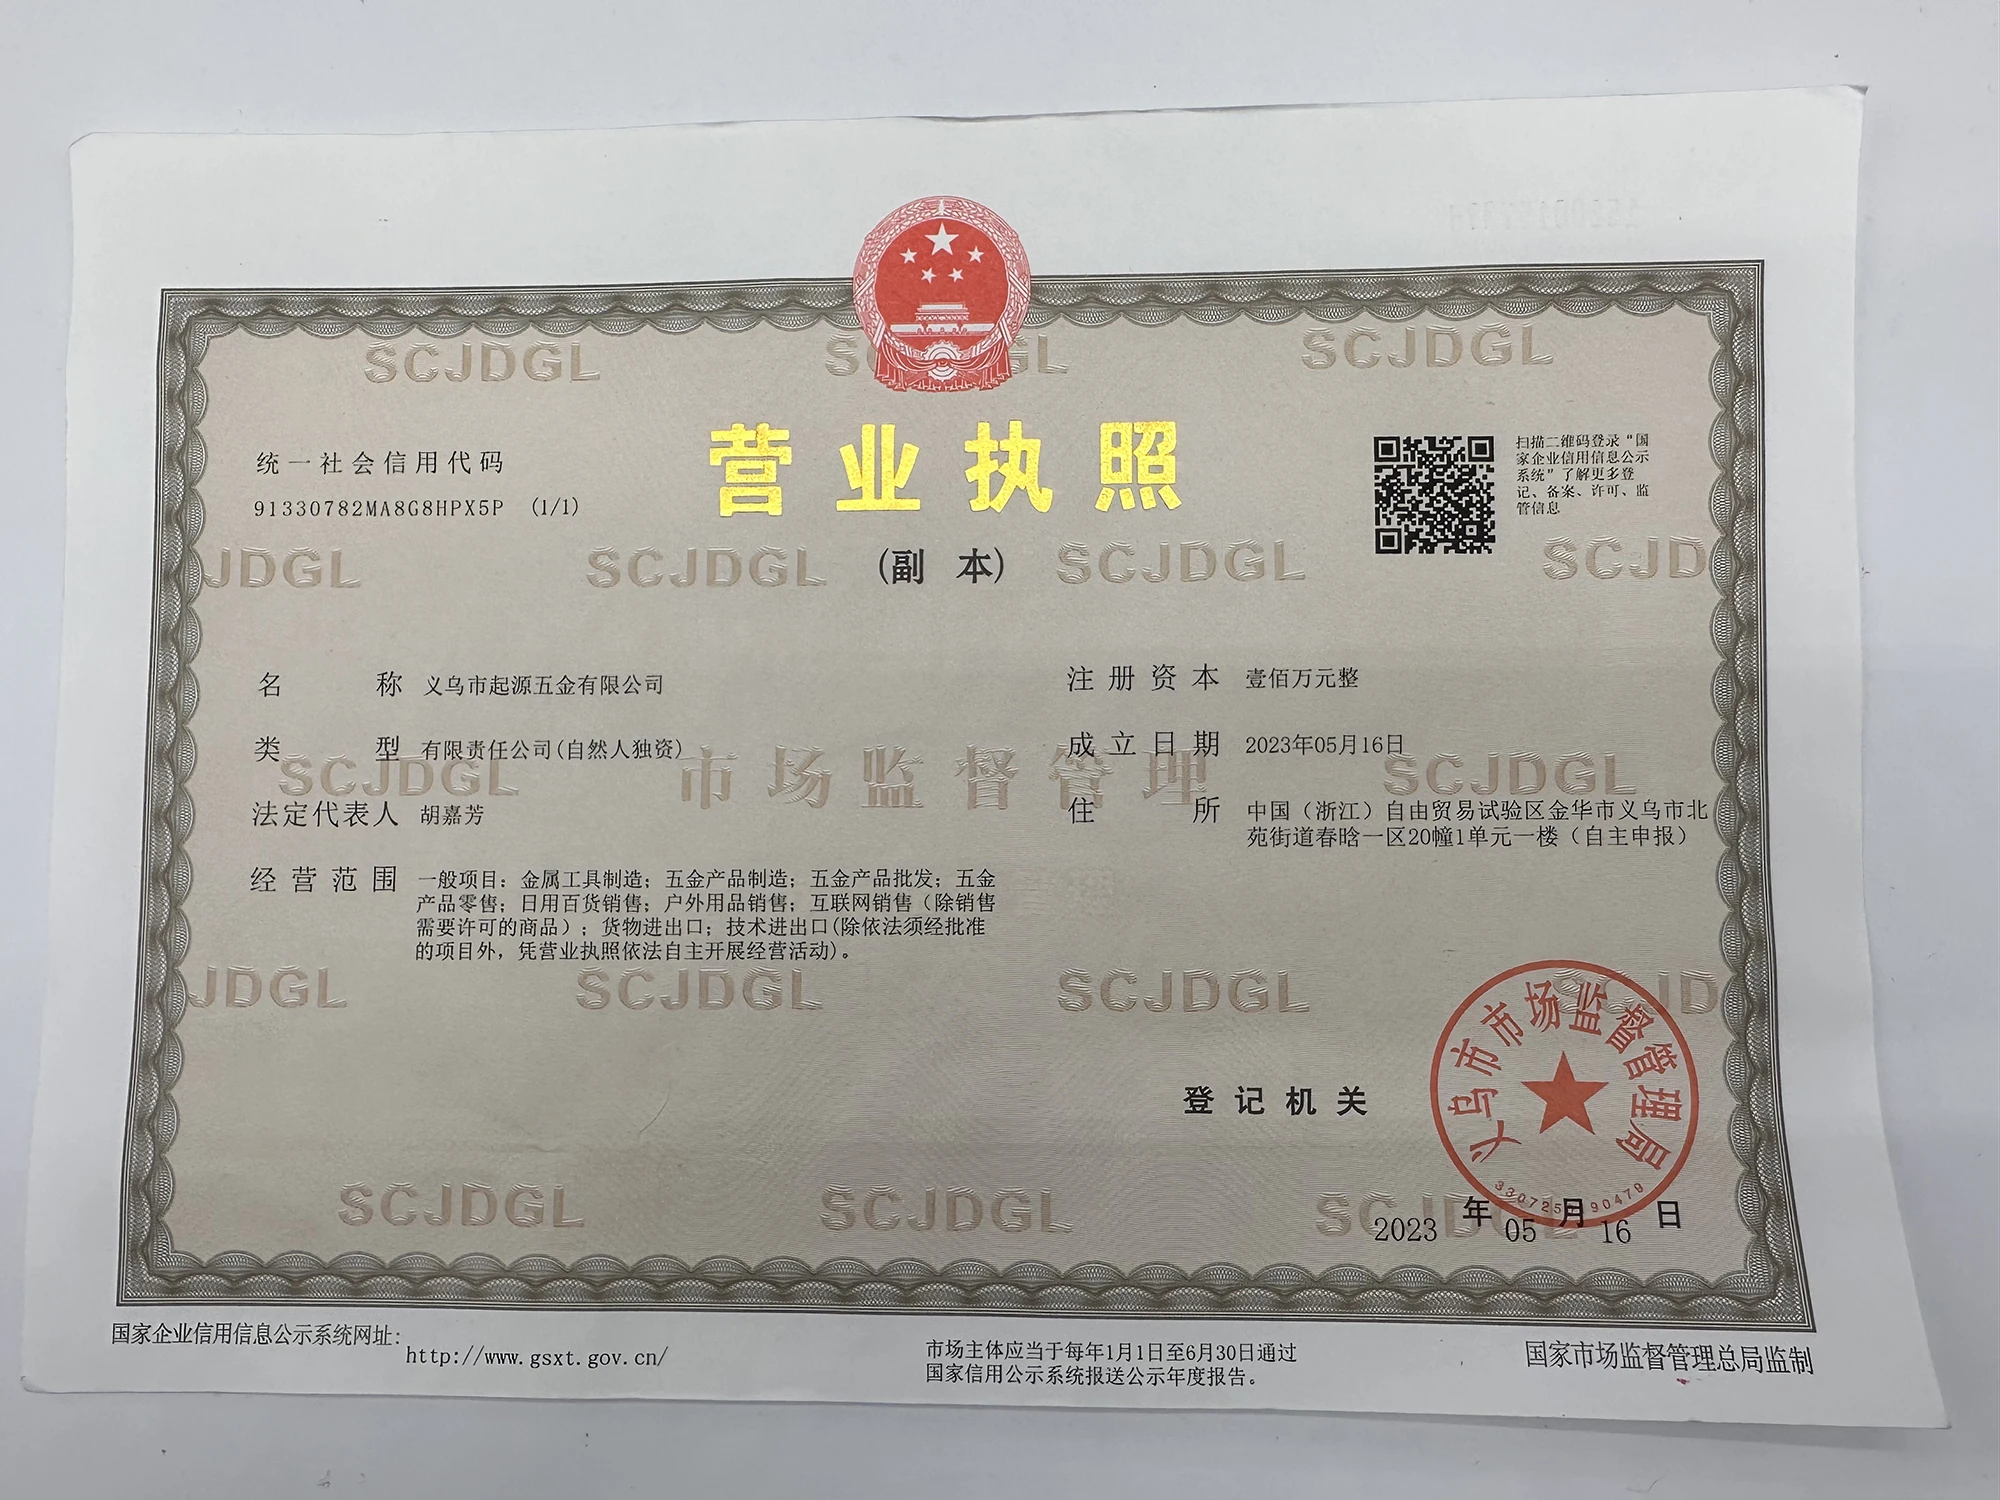 SCJDGL SCJDGL
营业执照
(副 本)
统一社会信用代码
91330782MA8G8HPX5P (1/1)
扫描二维码登录“国
家企业信用信息公示
系统”了解更多登
记、备案、许可、监
管信息
JDGL SCJDGL SCJDGL SCJD
名 称 义乌市起源五金有限公司
类 型 有限责任公司(自然人独资)
法定代表人 胡嘉芳
经营范围 一般项目：金属工具制造；五金产品制造；五金产品批发；五金
产品零售；日用百货销售；户外用品销售；互联网销售（除销售
需要许可的商品）；货物进出口；技术进出口(除依法须经批准
的项目外，凭营业执照依法自主开展经营活动)。
注册资本 壹佰万元整
成立日期 2023年05月16日
住 所 中国（浙江）自由贸易试验区金华市义乌市北
苑街道春晗一区20幢1单元一楼（自主申报）
SCJDGL 市场监督管理 SCJDGL
JDGL SCJDGL SCJDGL JD
登记机关
义乌市市场监督管理局
2023 年 05 月 16 日
SCJDGL SCJDGL
国家企业信用信息公示系统网址：
http://www.gsxt.gov.cn/
市场主体应当于每年1月1日至6月30日通过
国家信用公示系统报送公示年度报告。
国家市场监督管理总局监制